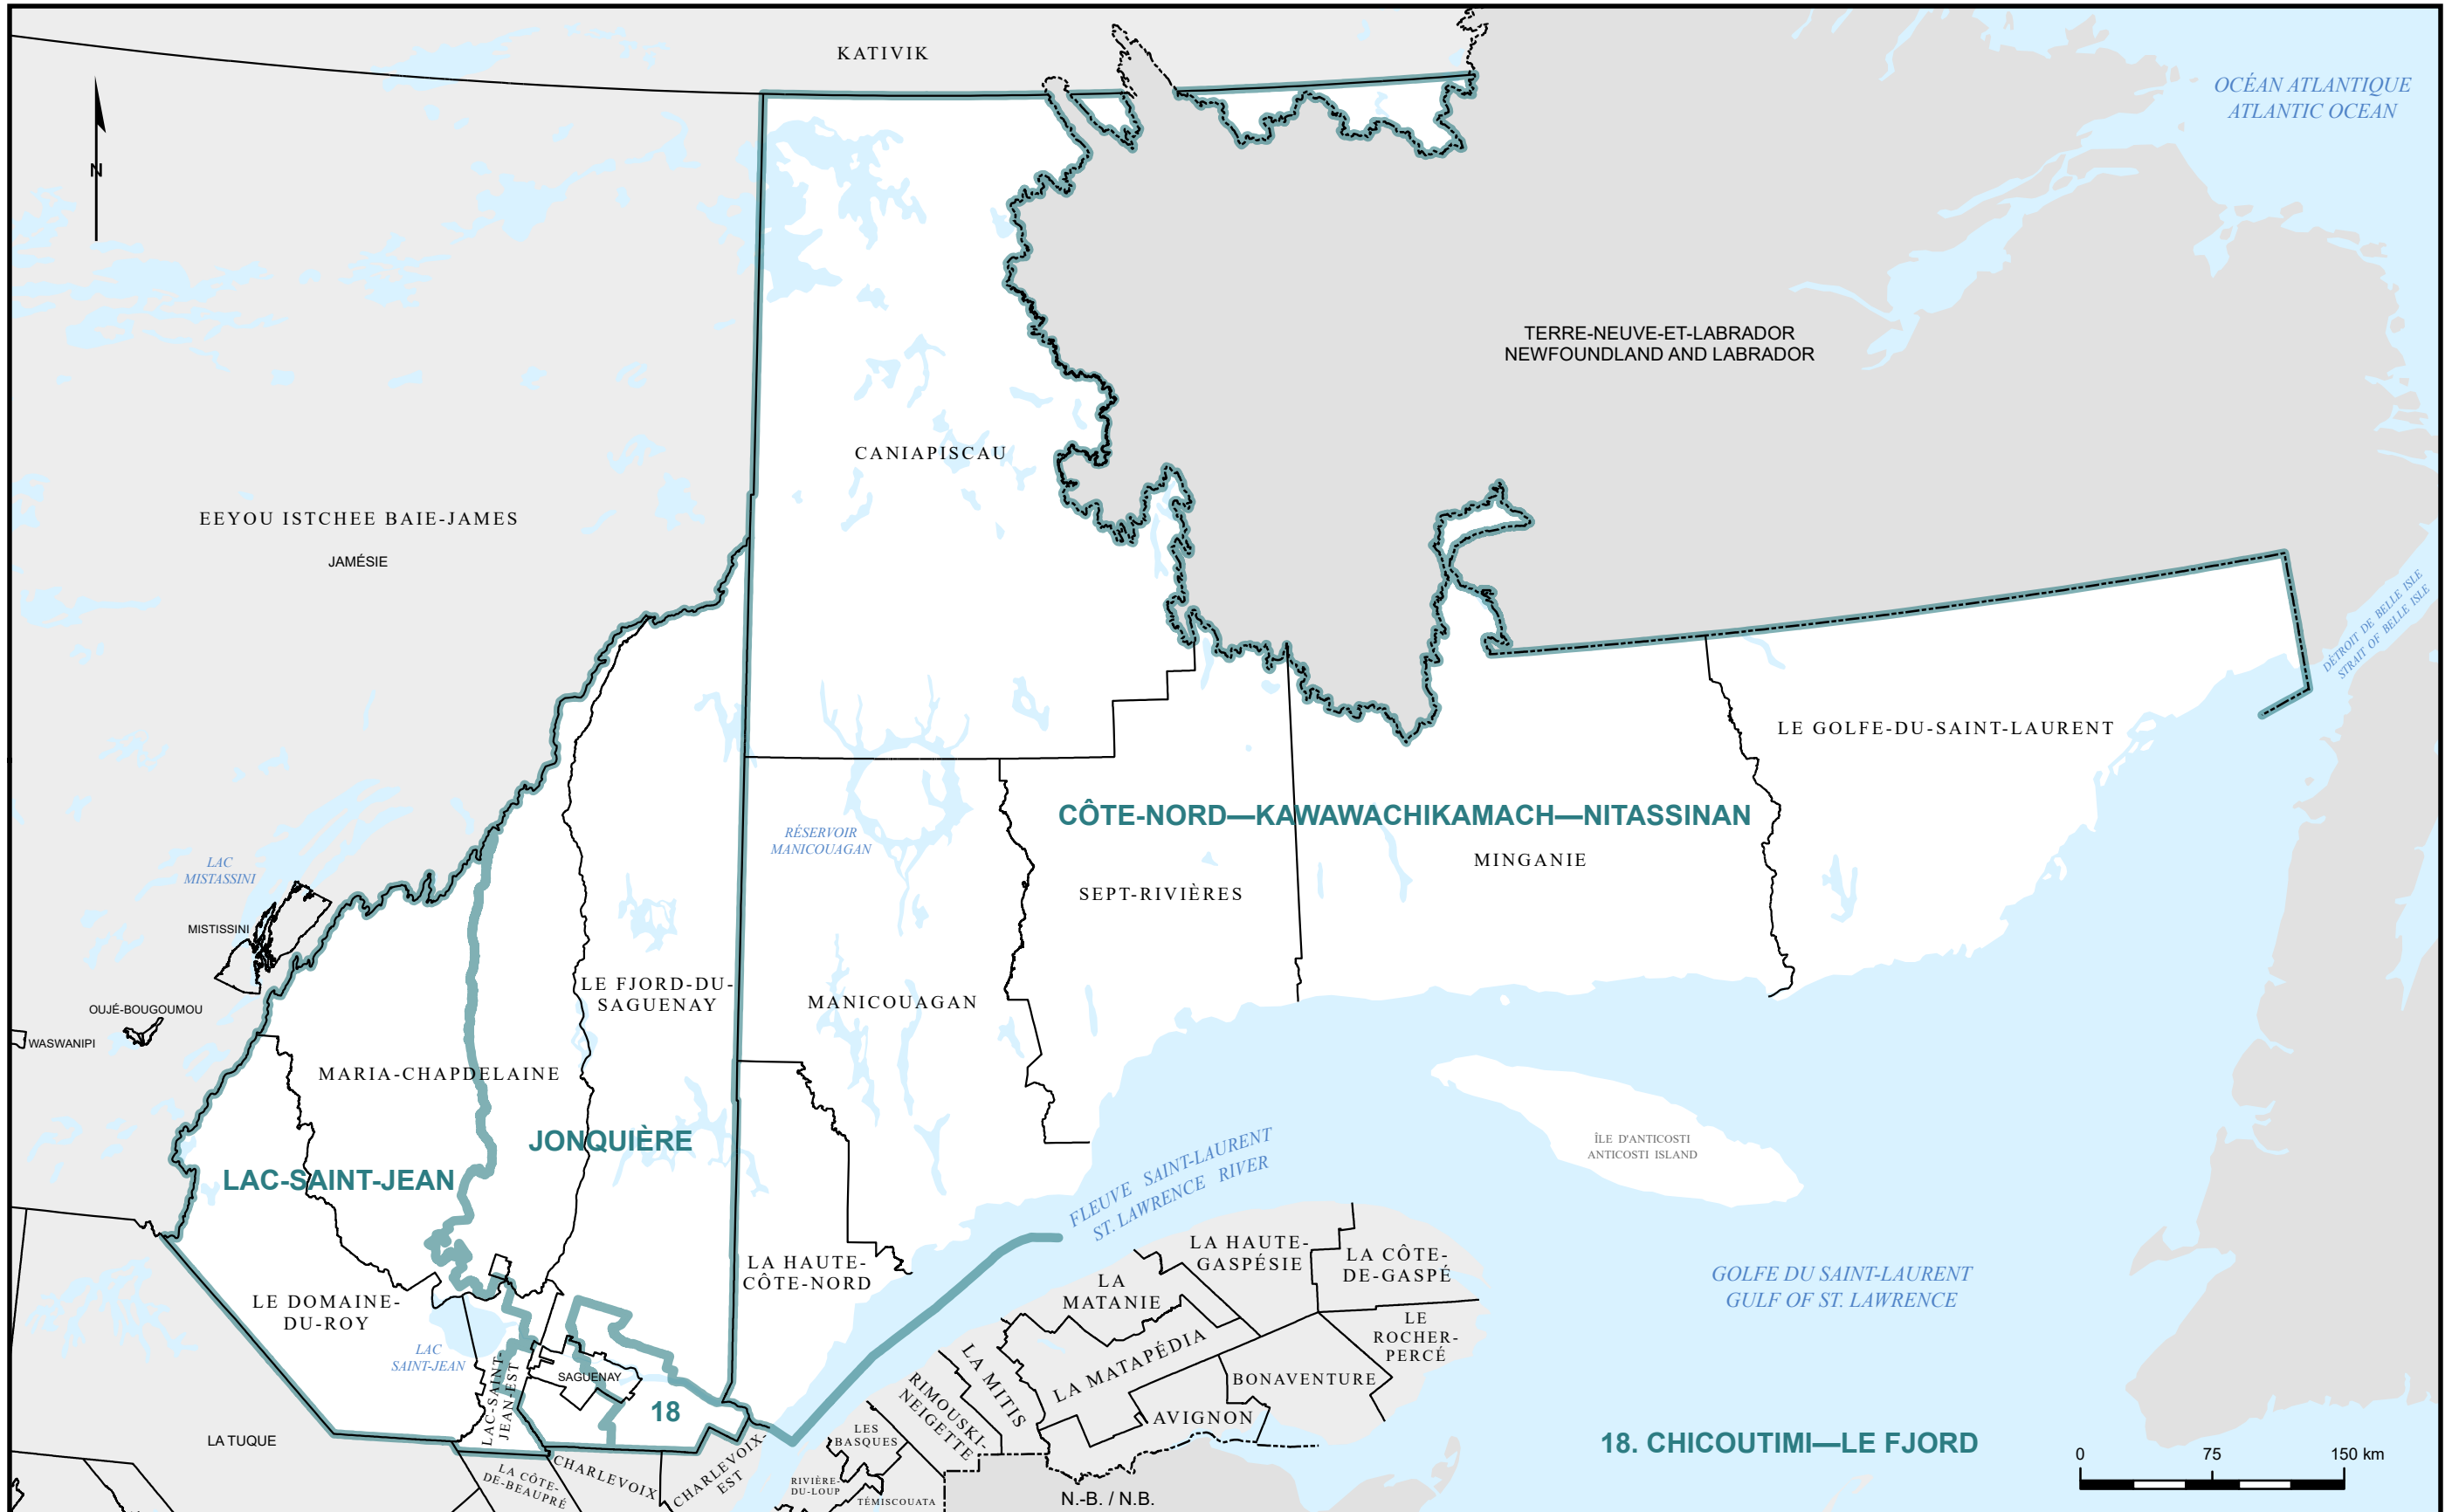 KATIVIK
OCÉAN ATLANTIQUE
ATLANTIC OCEAN
N
TERRE-NEUVE-ET-LABRADOR
NEWFOUNDLAND AND LABRADOR
CANIAPISCAU
EEYOU ISTCHEE BAIE-JAMES
JAMÉSIE
DÉTROIT DE BELLE ISLE
STRAIT OF BELLE ISLE
LE GOLFE-DU-SAINT-LAURENT
CÔTE-NORD—KAWAWACHIKAMACH—NITASSINAN
RÉSERVOIR
MANICOUAGAN
MINGANIE
LAC
MISTASSINI
SEPT-RIVIÈRES
MISTISSINI
LE FJORD-DU-
SAGUENAY
MANICOUAGAN
OUJÉ-BOUGOUMOU
WASWANIPI
MARIA-CHAPDELAINE
JONQUIÈRE
ÎLE D'ANTICOSTI
ANTICOSTI ISLAND
LAC-SAINT-JEAN
FLEUVE SAINT-LAURENT
ST. LAWRENCE RIVER
LA HAUTE-
GASPÉSIE
LA CÔTE-
DE-GASPÉ
LA HAUTE-
CÔTE-NORD
GOLFE DU SAINT-LAURENT
GULF OF ST. LAWRENCE
LA
MATANIE
LE DOMAINE-
DU-ROY
LE
ROCHER-
PERCÉ
LAC
SAINT-JEAN
LA MATAPÉDIA
LA MITIS
SAGUENAY
BONAVENTURE
LAC-SAINT-
JEAN-EST
RIMOUSKI-
NEIGETTE
18
AVIGNON
LES
BASQUES
LA TUQUE
18. CHICOUTIMI—LE FJORD
0 75 150 km
CHARLEVOIX-
EST
CHARLEVOIX
LA CÔTE-
DE-BEAUPRÉ
RIVIÈRE-
DU-LOUP
TÉMISCOUATA
N.-B. / N.B.